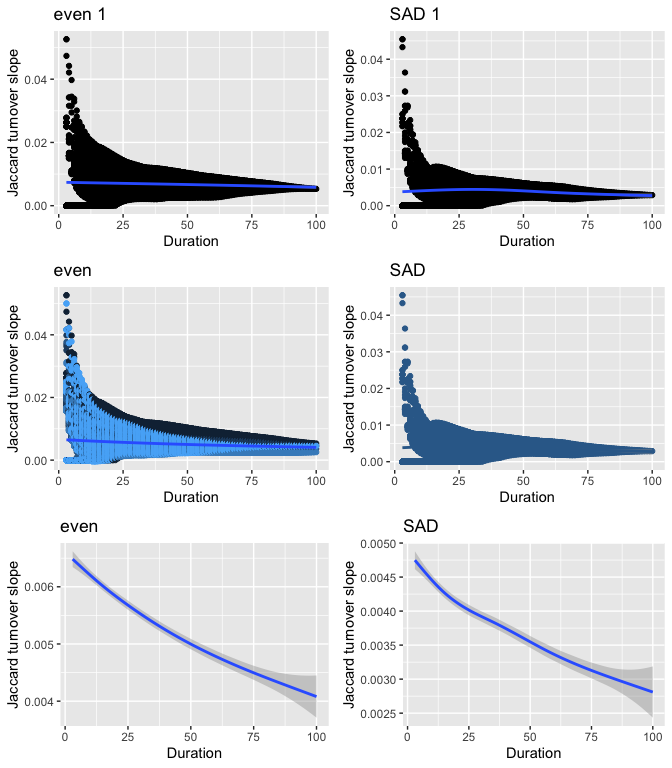 even 1
SAD 1
Jaccard turnover slope
0.04
0.02
0.00
0 25 50 75 100
Duration
Jaccard turnover slope
0.04
0.03
0.02
0.01
0.00
0 25 50 75 100
Duration
even
SAD
Jaccard turnover slope
0.04
0.02
0.00
0 25 50 75 100
Duration
Jaccard turnover slope
0.04
0.03
0.02
0.01
0.00
0 25 50 75 100
Duration
even
SAD
Jaccard turnover slope
0.006
0.005
0.004
0 25 50 75 100
Duration
Jaccard turnover slope
0.0050
0.0045
0.0040
0.0035
0.0030
0.0025
0 25 50 75 100
Duration